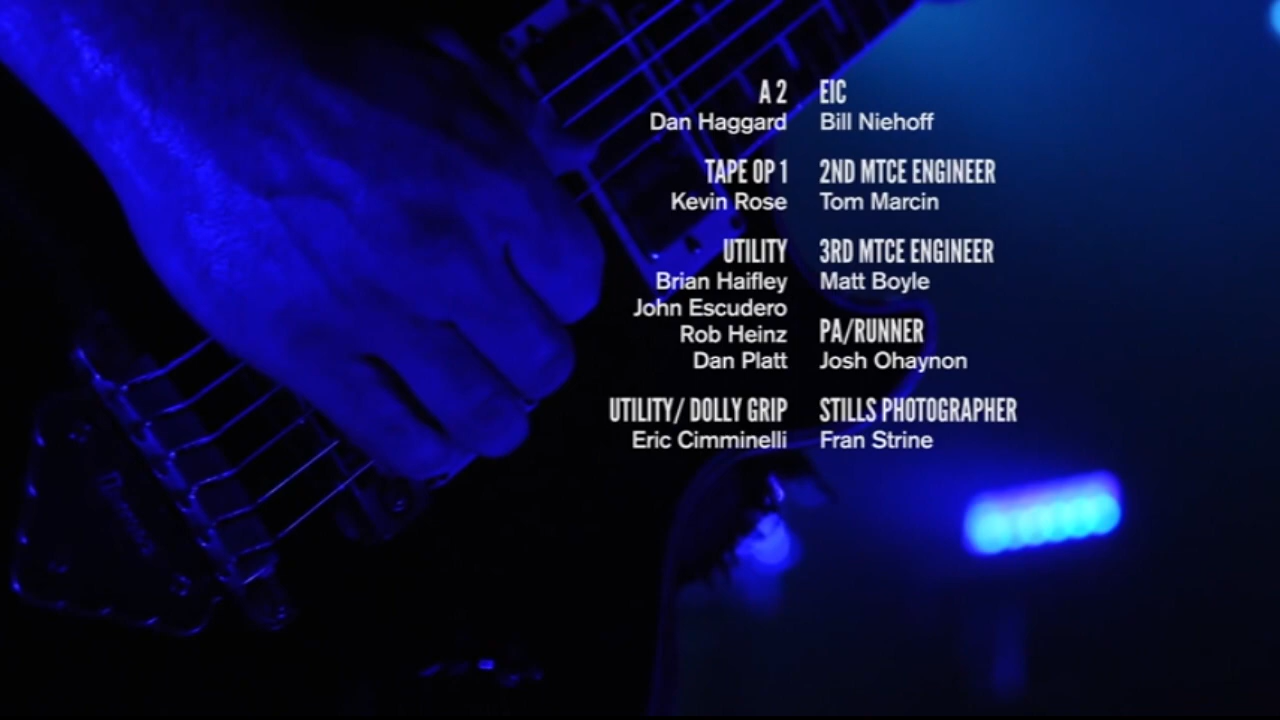 A 2
Dan Haggard
TAPE OP 1
Kevin Rose
UTILITY
Brian Haifley
John Escudero
Rob Heinz
Dan Platt
UTILITY/ DOLLY GRIP
Eric Cimminelli
EIC
Bill Niehoff
2ND MTCE ENGINEER
Tom Marcin
3RD MTCE ENGINEER
Matt Boyle
PA/RUNNER
Josh Ohaynon
STILLS PHOTOGRAPHER
Fran Strine